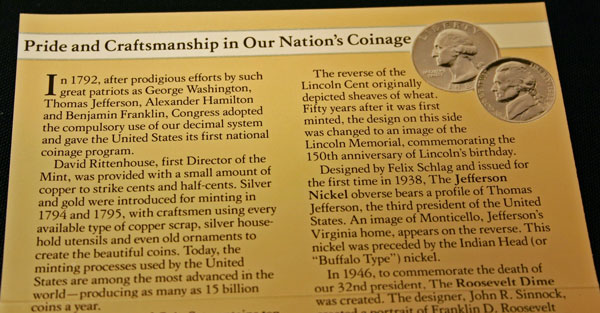 Pride and Craftsmanship in Our Nation's Coinage
In 1792, after prodigious efforts by such
great patriots as George Washington,
Thomas Jefferson, Alexander Hamilton
and Benjamin Franklin, Congress adopted
the compulsory use of our decimal system
and gave the United States its first national
coinage program.
David Rittenhouse, first Director of the
Mint, was provided with a small amount of
copper to strike cents and half-cents. Silver
and gold were introduced for minting in
1794 and 1795, with craftsmen using every
available type of copper scrap, silver house-
hold utensils and even old ornaments to
create the beautiful coins. Today, the
minting processes used by the United
States are among the most advanced in the
world—producing as many as 15 billion
coins a year.
The reverse of the
Lincoln Cent originally
depicted sheaves of wheat.
Fifty years after it was first
minted, the design on this side
was changed to an image of the
Lincoln Memorial, commemorating the
150th anniversary of Lincoln's birthday.
Designed by Felix Schlag and issued for
the first time in 1938, The Jefferson
Nickel obverse bears a profile of Thomas
Jefferson, the third president of the United
States. An image of Monticello, Jefferson's
Virginia home, appears on the reverse. This
nickel was preceded by the Indian Head (or
"Buffalo Type") nickel.
In 1946, to commemorate the death of
our 32nd president, The Roosevelt Dime
was created. The designer, John R. Sinnock,
created a portrait of Franklin D. Roosevelt